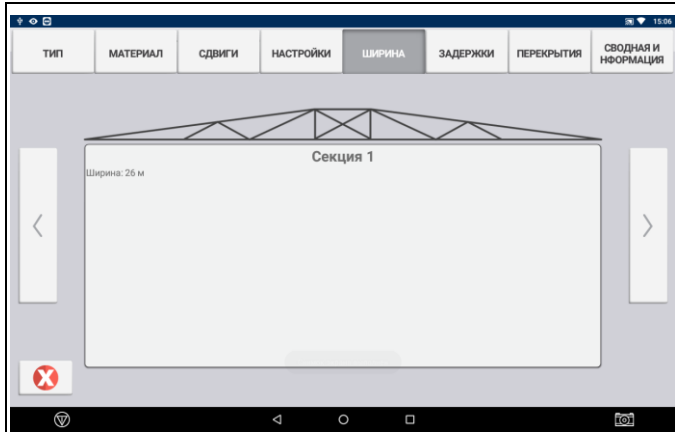 15:06
ТИП
МАТЕРИАЛ
СДВИГИ
НАСТРОЙКИ
ШИРИНА
ЗАДЕРЖКИ
ПЕРЕКРЫТИЯ
СВОДНАЯ И
НФОРМАЦИЯ
Секция 1
Ширина: 26 м